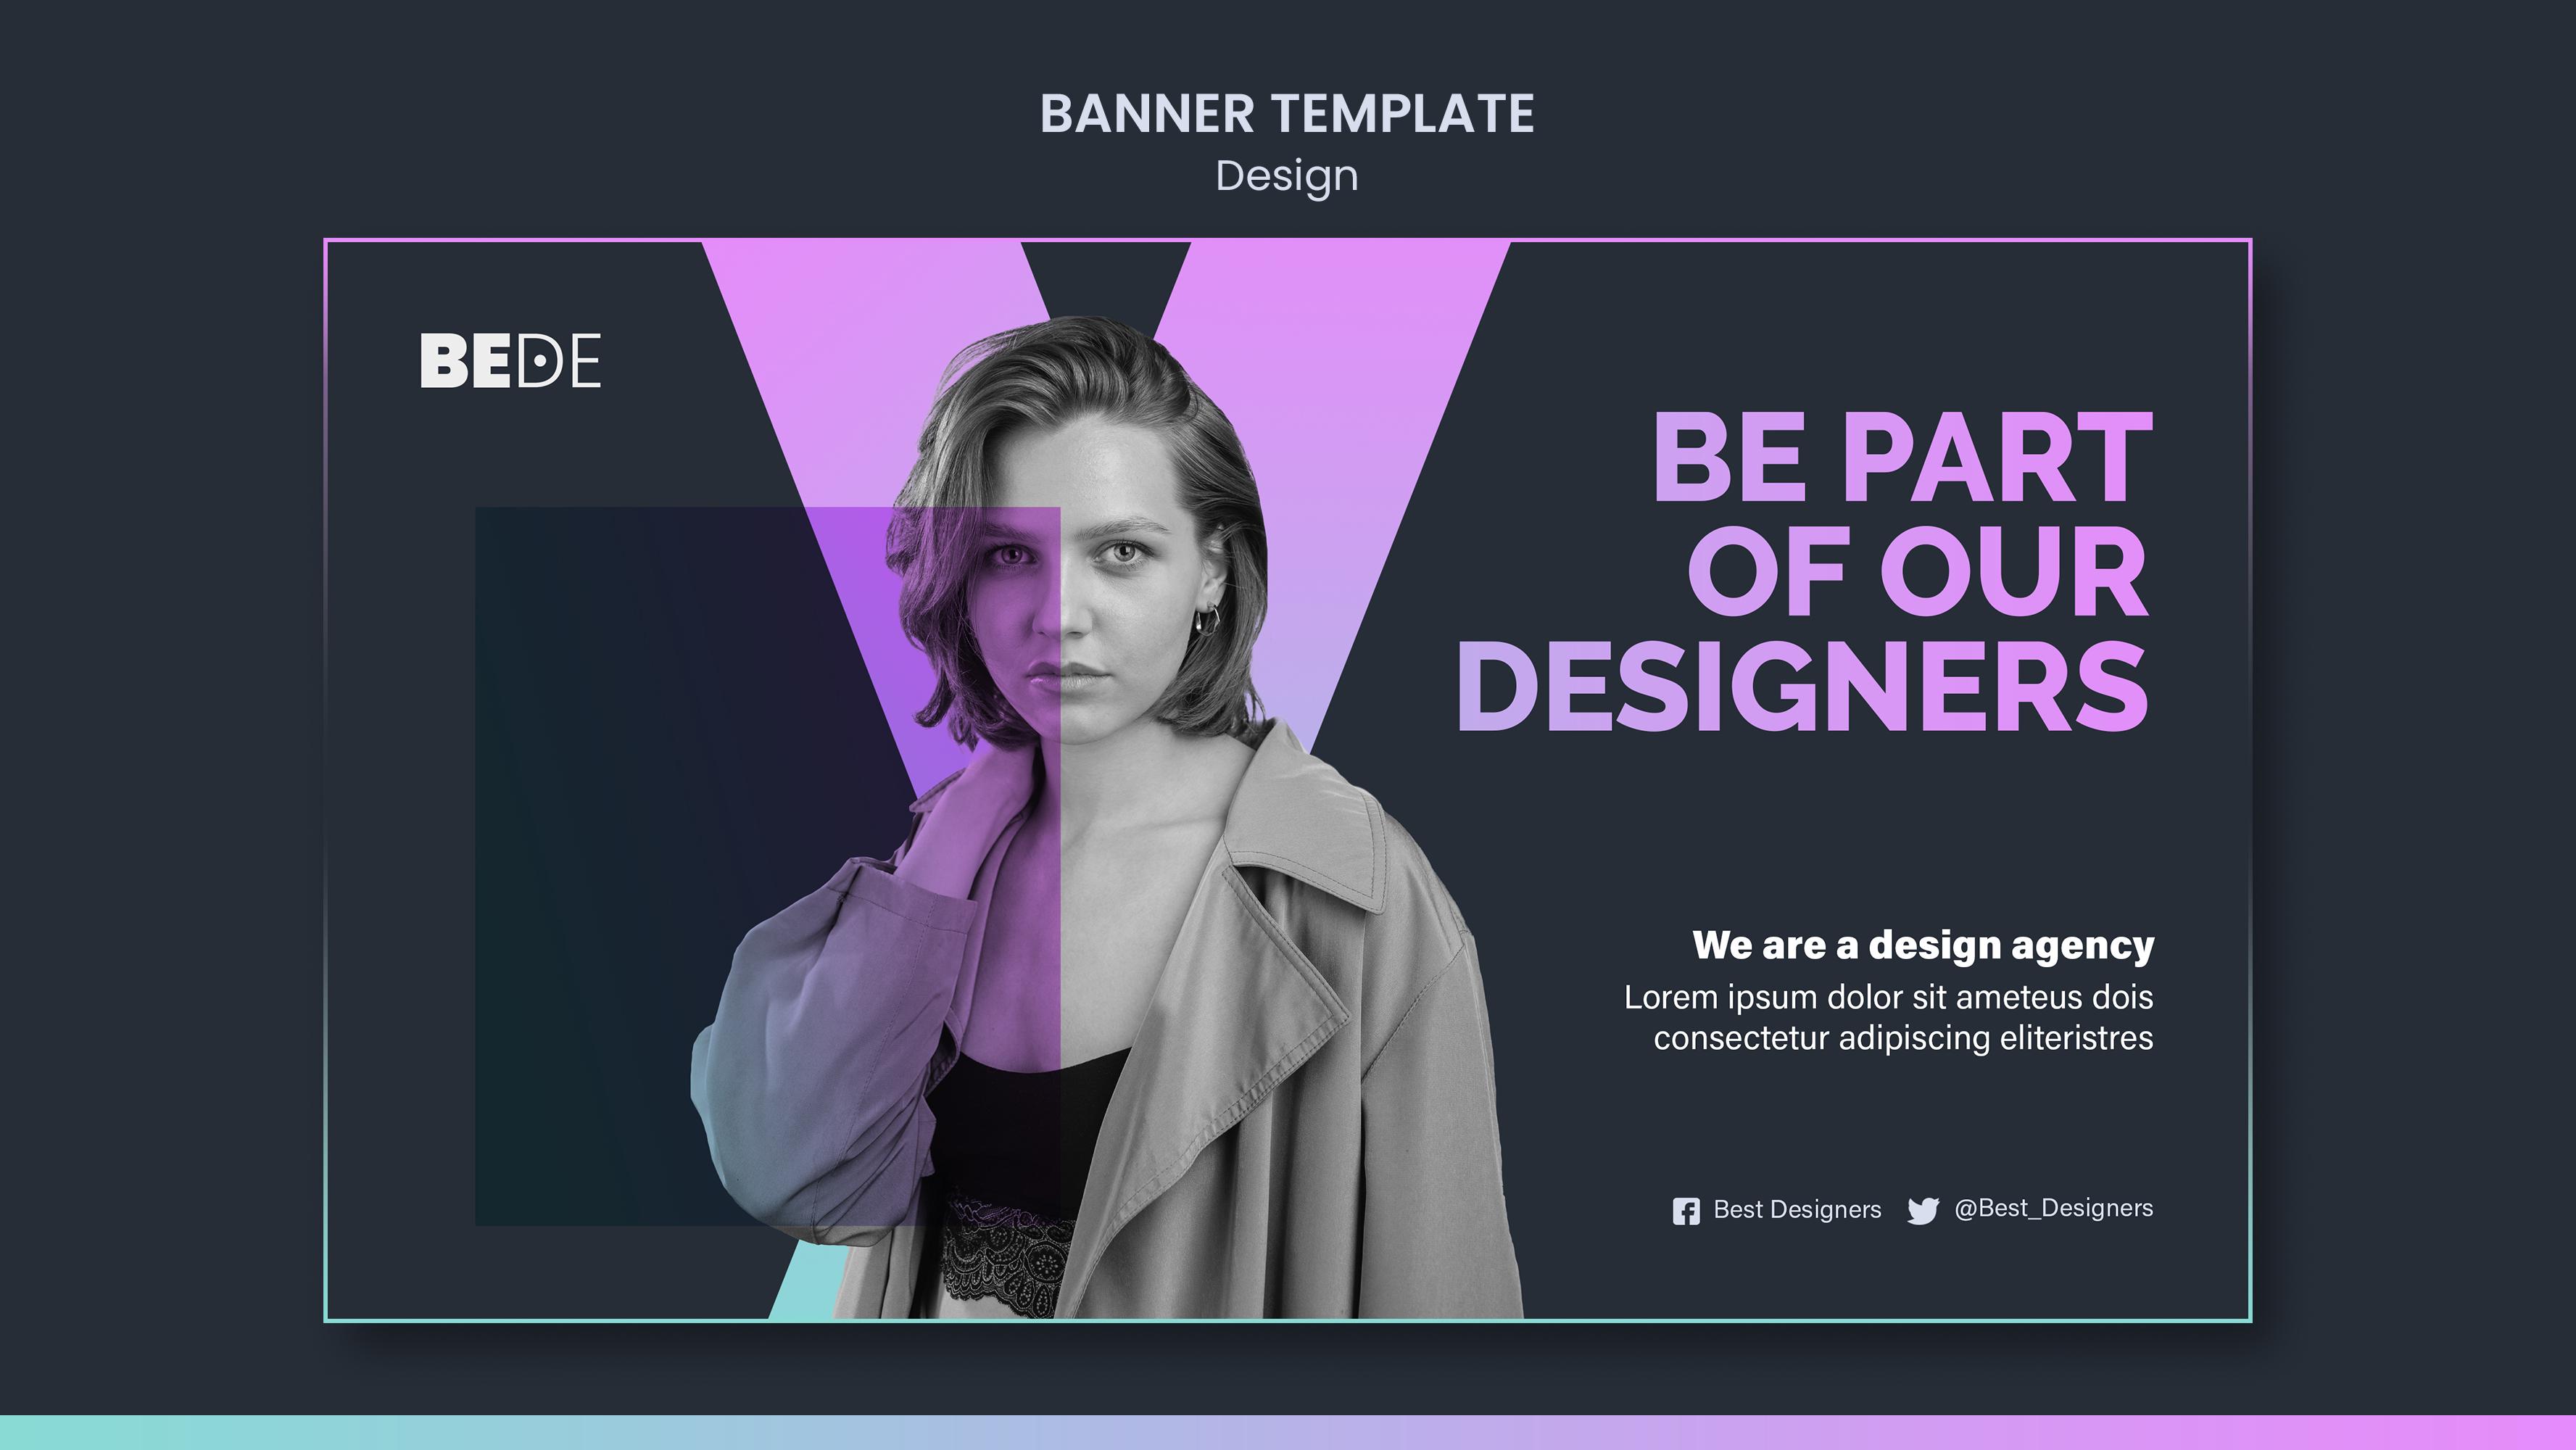 BANNER TEMPLATE
Design
BEDE
BE PART
OF OUR
DESIGNERS
We are a design agency
Lorem ipsum dolor sit ameteus dois
consectetur adipiscing eliteristres
Best Designers @Best_Designers